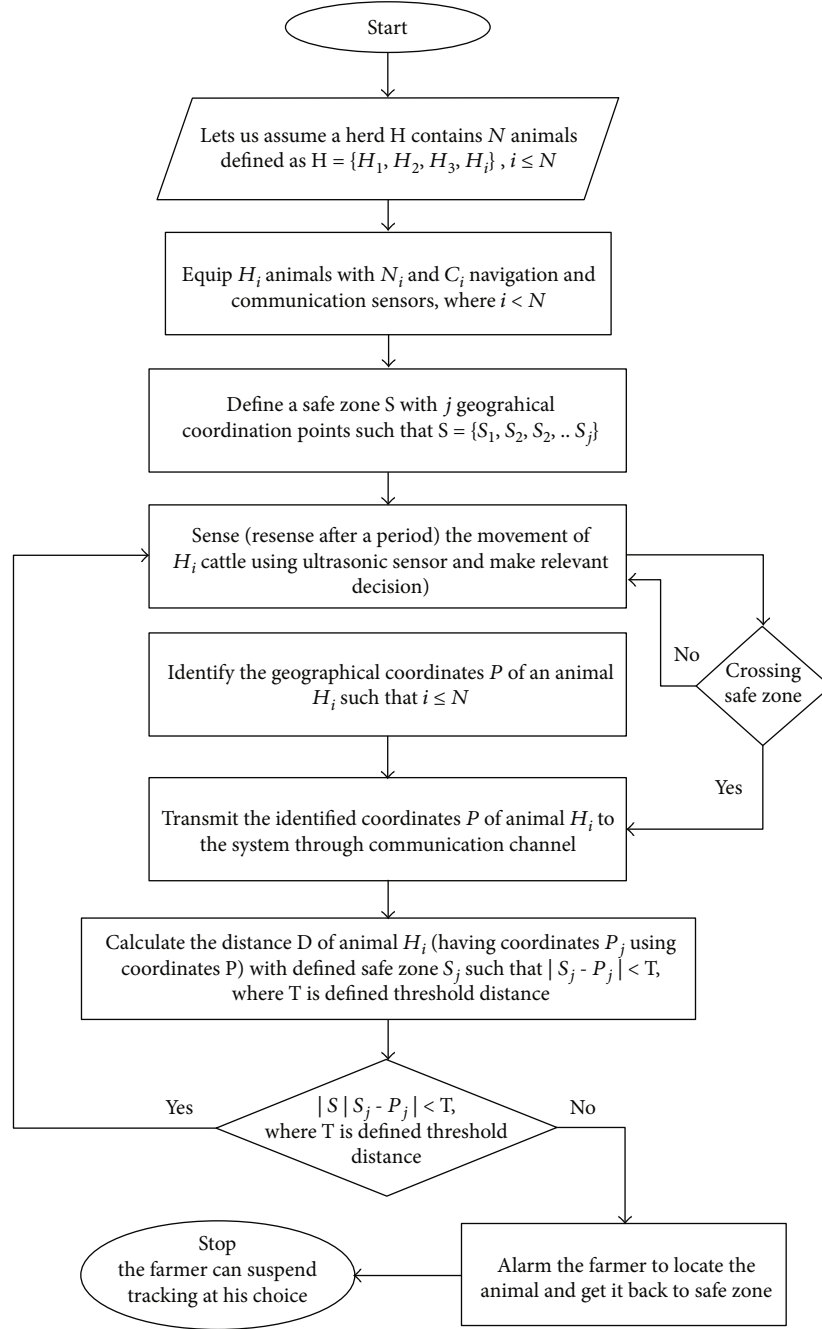 Start
Lets us assume a herd H contains N animals
defined as H = {H₁, H₂, H₃, Hᵢ} , i ≤ N
Equip Hᵢ animals with Nᵢ and Cᵢ navigation and
communication sensors, where i < N
Define a safe zone S with j geograhical
coordination points such that S = {S₁, S₂, S₂, .. Sⱼ}
Sense (resense after a period) the movement of
Hᵢ cattle using ultrasonic sensor and make relevant
decision)
No
Crossing
safe zone
Identify the geographical coordinates P of an animal
Hᵢ such that i ≤ N
Yes
Transmit the identified coordinates P of animal Hᵢ to
the system through communication channel
Calculate the distance D of animal Hᵢ (having coordinates Pⱼ using
coordinates P) with defined safe zone Sⱼ such that | Sⱼ - Pⱼ | < T,
where T is defined threshold distance
Yes
| S | Sⱼ - Pⱼ | < T,
where T is defined threshold
distance
No
Stop
the farmer can suspend
tracking at his choice
Alarm the farmer to locate the
animal and get it back to safe zone